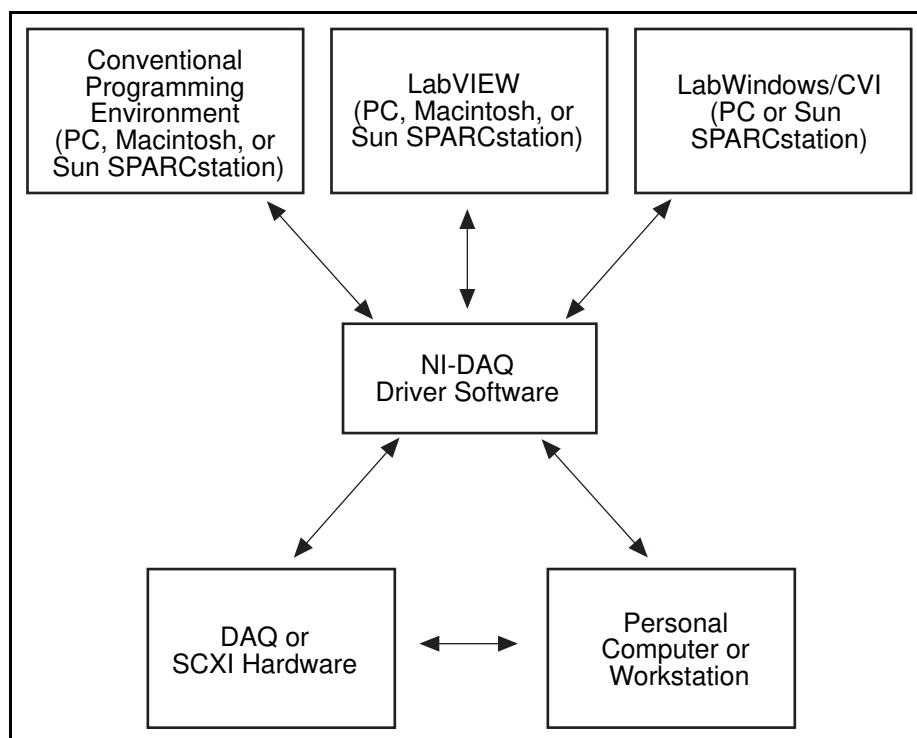 Conventional
Programming
Environment
(PC, Macintosh, or
Sun SPARCstation)
LabVIEW
(PC, Macintosh, or
Sun SPARCstation)
LabWindows/CVI
(PC or Sun
SPARCstation)
NI-DAQ
Driver Software
DAQ or
SCXI Hardware
Personal
Computer or
Workstation